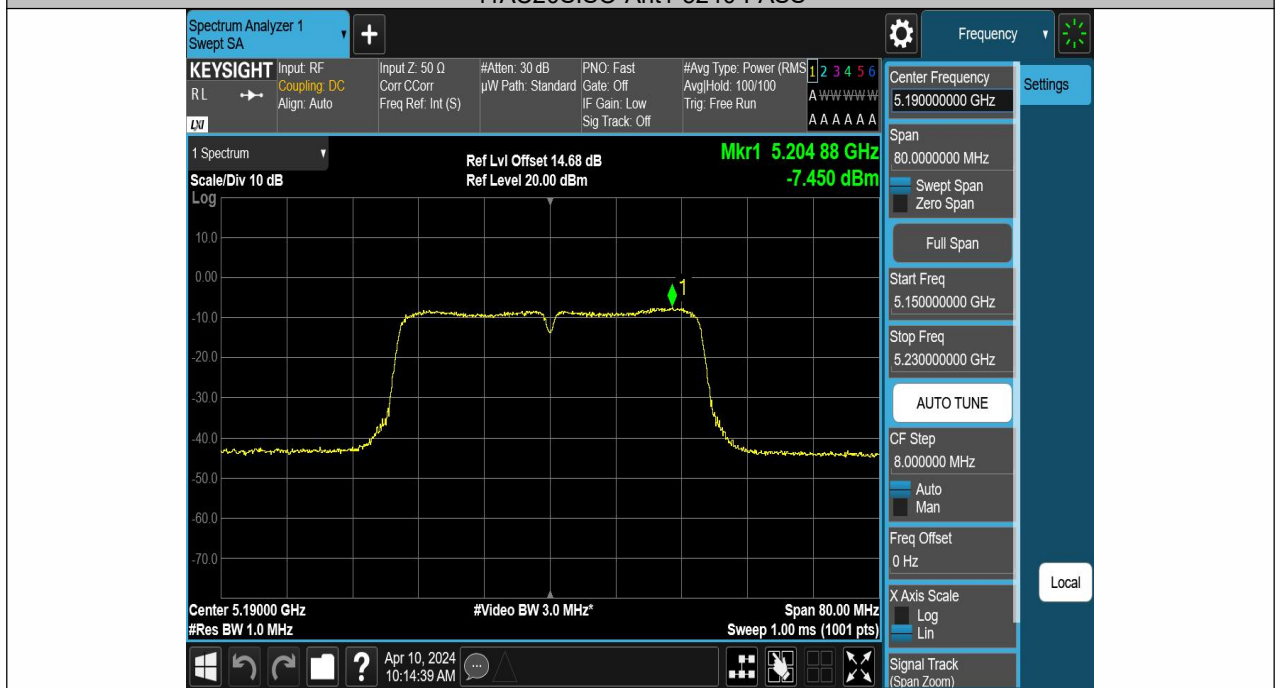 Spectrum Analyzer 1
Swept SA
+
Frequency
KEYSIGHT
RL
LXI
Input: RF
Coupling: DC
Align: Auto
Input Z: 50 Ω
Corr CCorr
Freq Ref: Int (S)
#Atten: 30 dB
µW Path: Standard
PNO: Fast
Gate: Off
IF Gain: Low
Sig Track: Off
#Avg Type: Power (RMS
Avg|Hold: 100/100
Trig: Free Run
1 2 3 4 5 6
A W W W W W
A A A A A A
1 Spectrum
Scale/Div 10 dB
Ref Lvl Offset 14.68 dB
Ref Level 20.00 dBm
Mkr1 5.204 88 GHz
-7.450 dBm
Log
10.0
0.00
-10.0
-20.0
-30.0
-40.0
-50.0
-60.0
-70.0
1
Center 5.19000 GHz
#Res BW 1.0 MHz
#Video BW 3.0 MHz*
Span 80.00 MHz
Sweep 1.00 ms (1001 pts)
Center Frequency
5.190000000 GHz
Settings
Span
80.0000000 MHz
Swept Span
Zero Span
Full Span
Start Freq
5.150000000 GHz
Stop Freq
5.230000000 GHz
AUTO TUNE
CF Step
8.000000 MHz
Auto
Man
Freq Offset
0 Hz
X Axis Scale
Log
Lin
Local
Signal Track
(Span Zoom)
?
Apr 10, 2024
10:14:39 AM